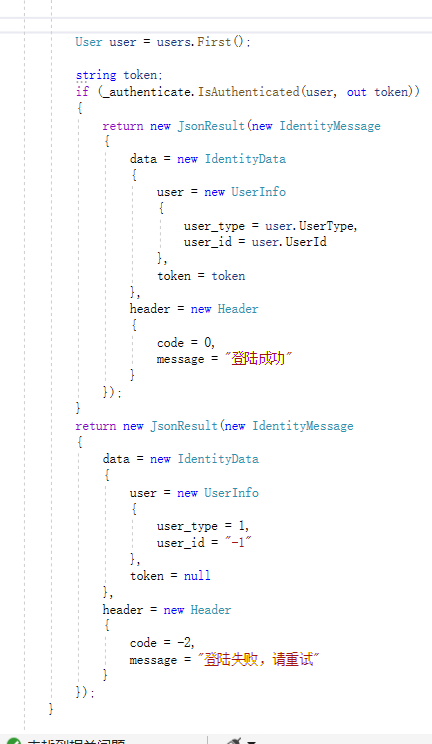 User user = users.First();
string token;
if (_authenticate.IsAuthenticated(user, out token))
{
return new JsonResult(new IdentityMessage
{
data = new IdentityData
{
user = new UserInfo
{
user_type = user.UserType,
user_id = user.UserId
},
token = token
},
header = new Header
{
code = 0,
message = "登陆成功"
}
});
}
return new JsonResult(new IdentityMessage
{
data = new IdentityData
{
user = new UserInfo
{
user_type = 1,
user_id = "-1"
},
token = null
},
header = new Header
{
code = -2,
message = "登陆失败，请重试"
}
});
}